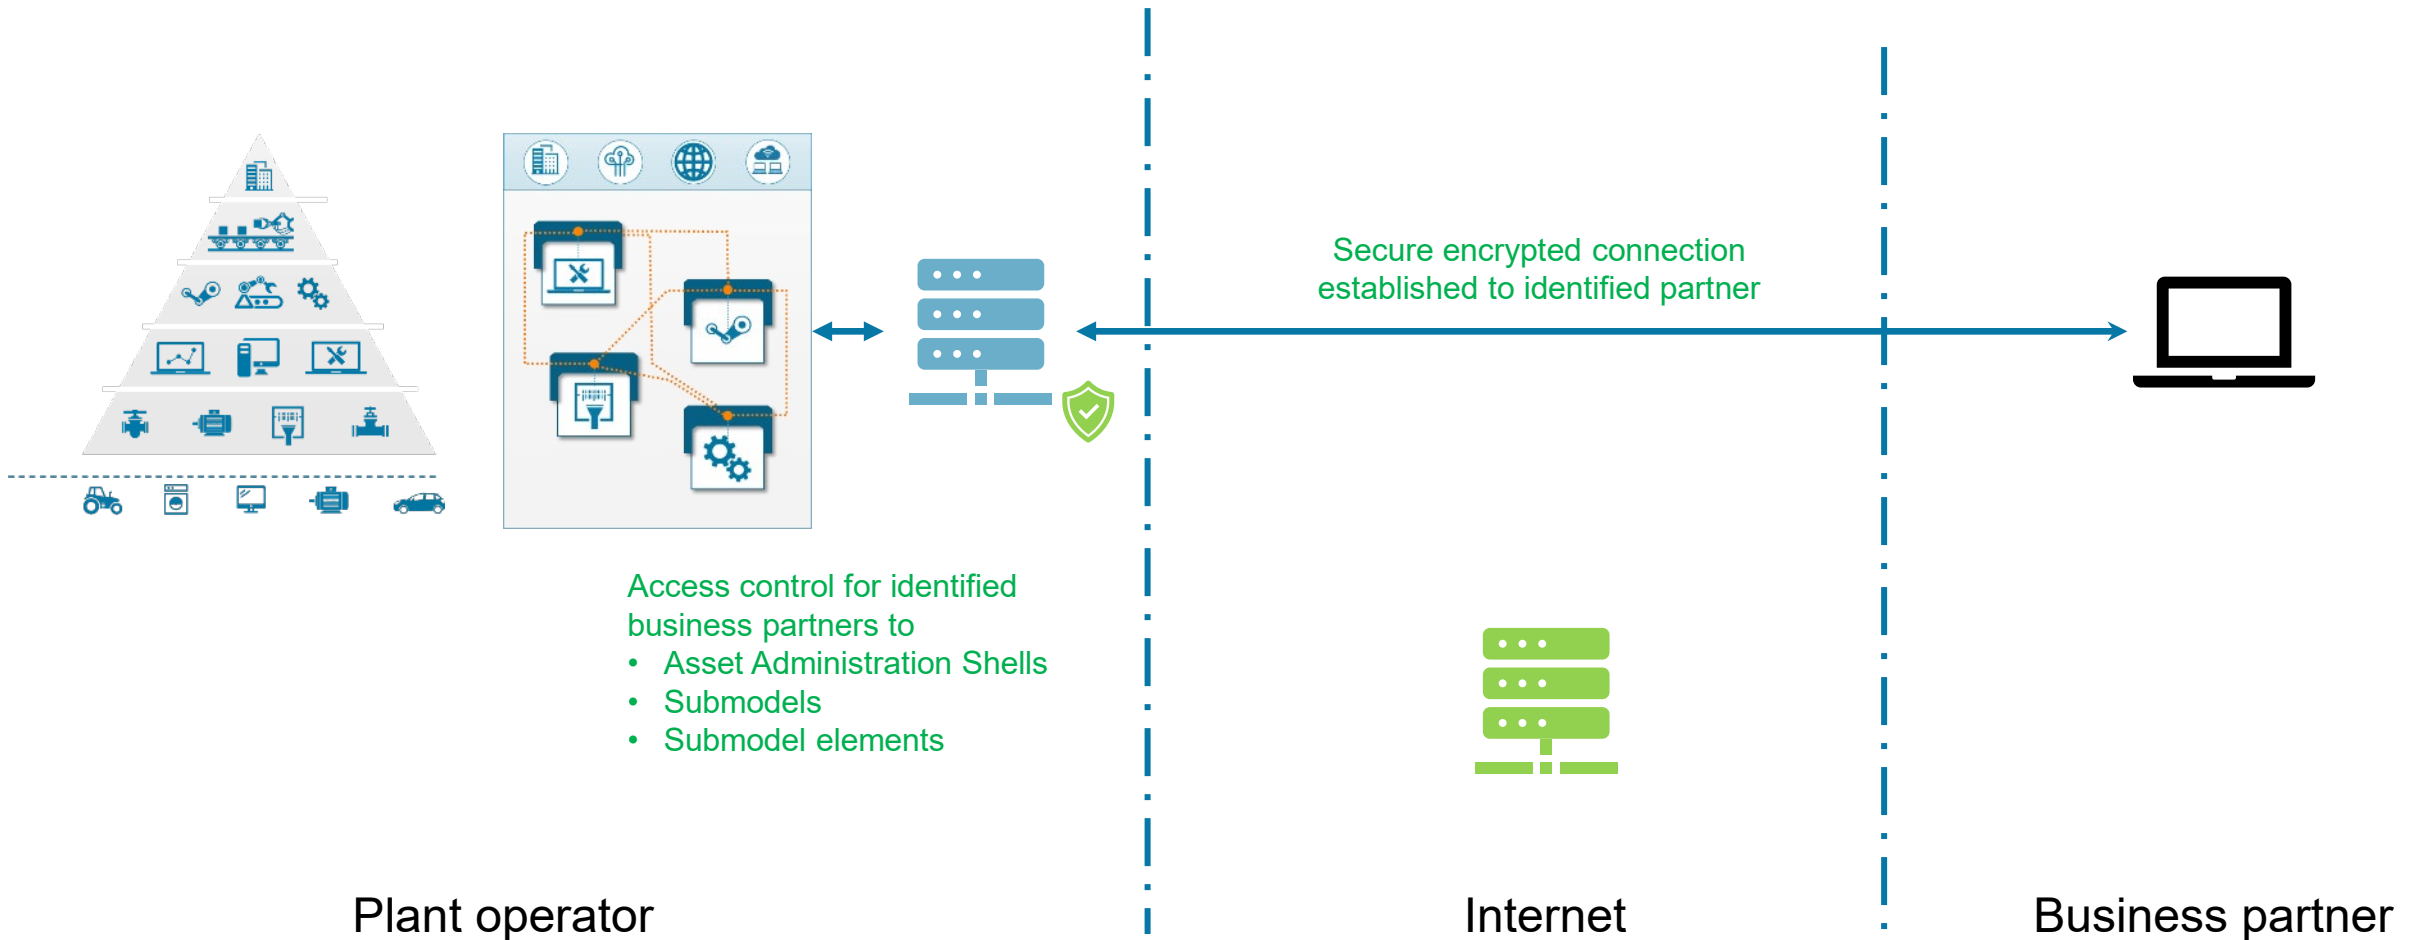 Secure encrypted connection
established to identified partner
Access control for identified
business partners to
• Asset Administration Shells
• Submodels
• Submodel elements
Plant operator
Internet
Business partner